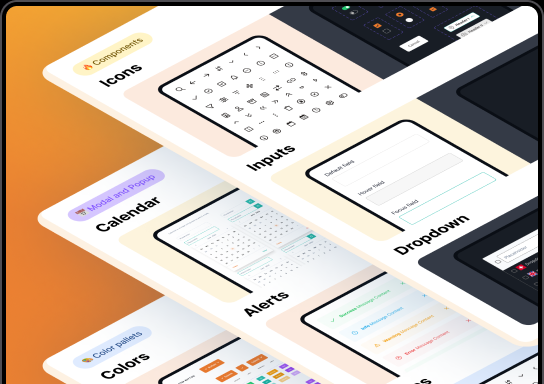 Components
Icons
Inputs
Default field
Hover field
Focus field
Dropdown
Modal and Popup
Calendar
Alerts
Success Message Content
Info Message Content
Warning Message Content
Error Message Content
Color pallets
Colors